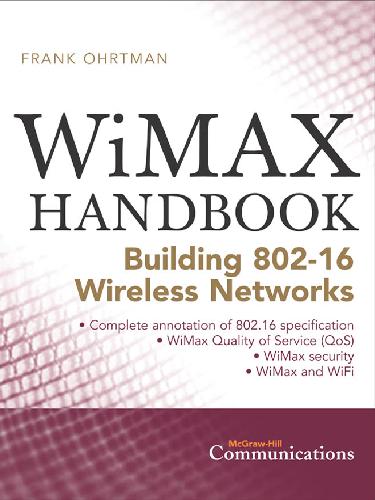 FRANK OHRTMAN
WiMAX
HANDBOOK
Building 802-16
Wireless Networks
• Complete annotation of 802.16 specification
• WiMax Quality of Service (QoS)
• WiMax security
• WiMax and WiFi
McGraw-Hill
Communications